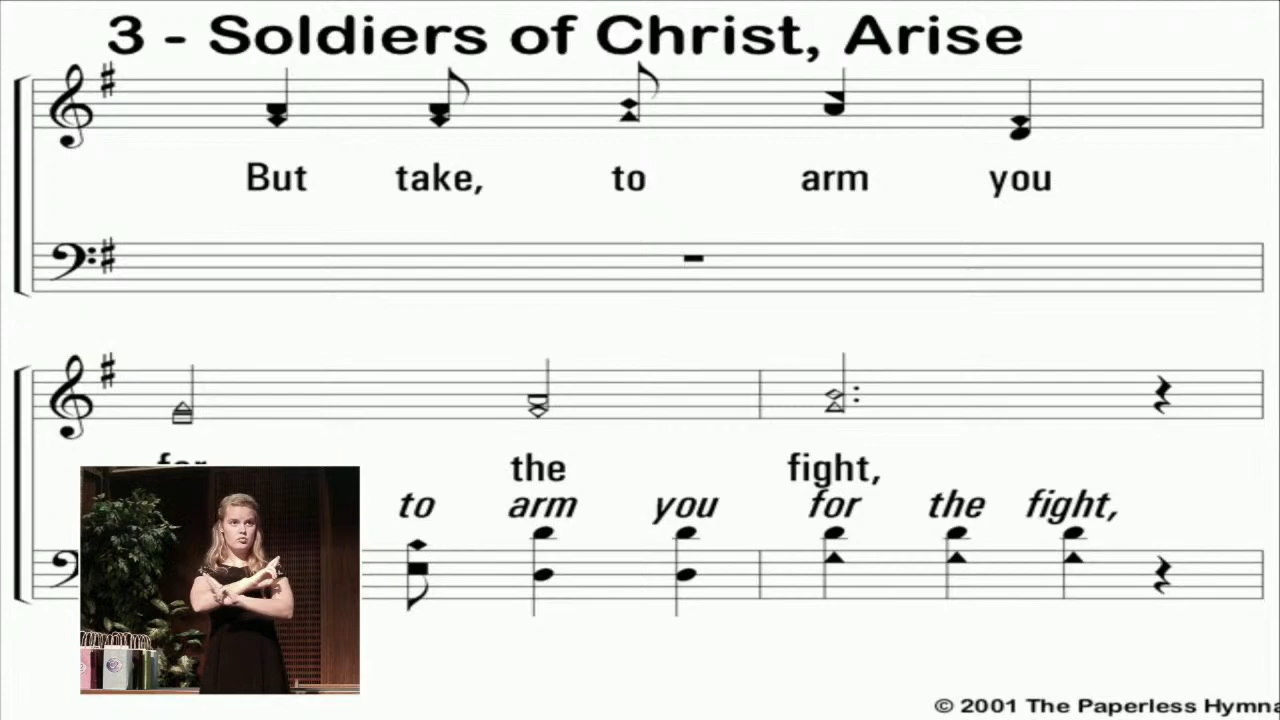 3 - Soldiers of Christ, Arise
But take, to arm you
the fight,
to arm you for the fight,
© 2001 The Paperless